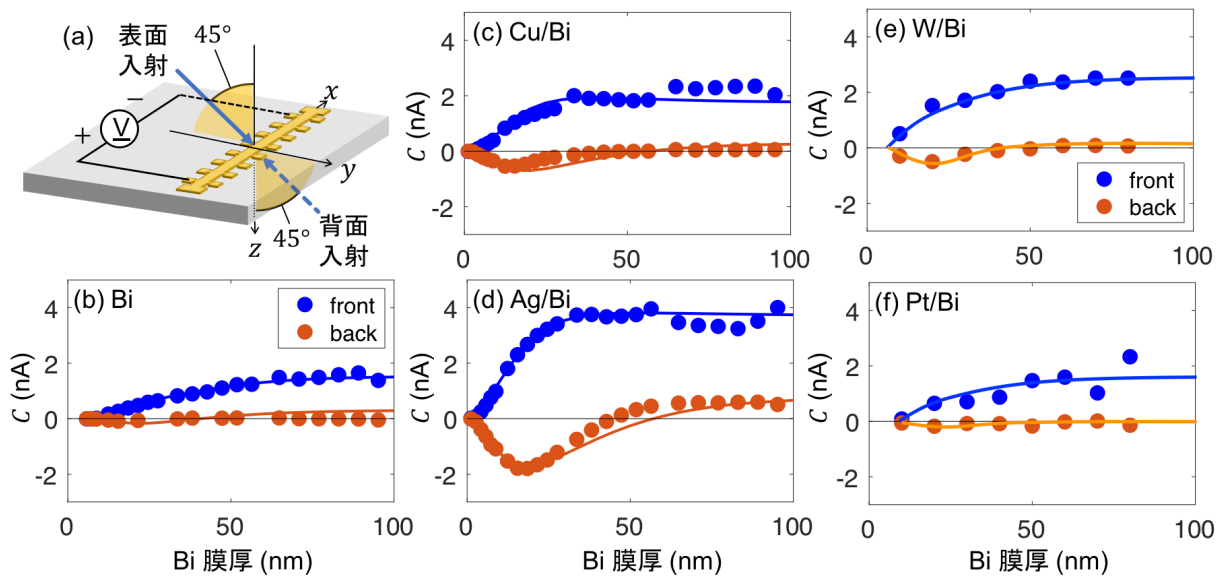 (a)
表面
入射
45°
x
−
V
+
y
45°
z
背面
入射
(b) Bi
front
back
C (nA)
4
2
0
-2
0
50
100
Bi 膜厚 (nm)
(c) Cu/Bi
C (nA)
4
2
0
-2
0
50
100
(d) Ag/Bi
C (nA)
4
2
0
-2
0
50
100
Bi 膜厚 (nm)
(e) W/Bi
C (nA)
4
2
0
-2
front
back
0
50
100
(f) Pt/Bi
C (nA)
4
2
0
-2
0
50
100
Bi 膜厚 (nm)